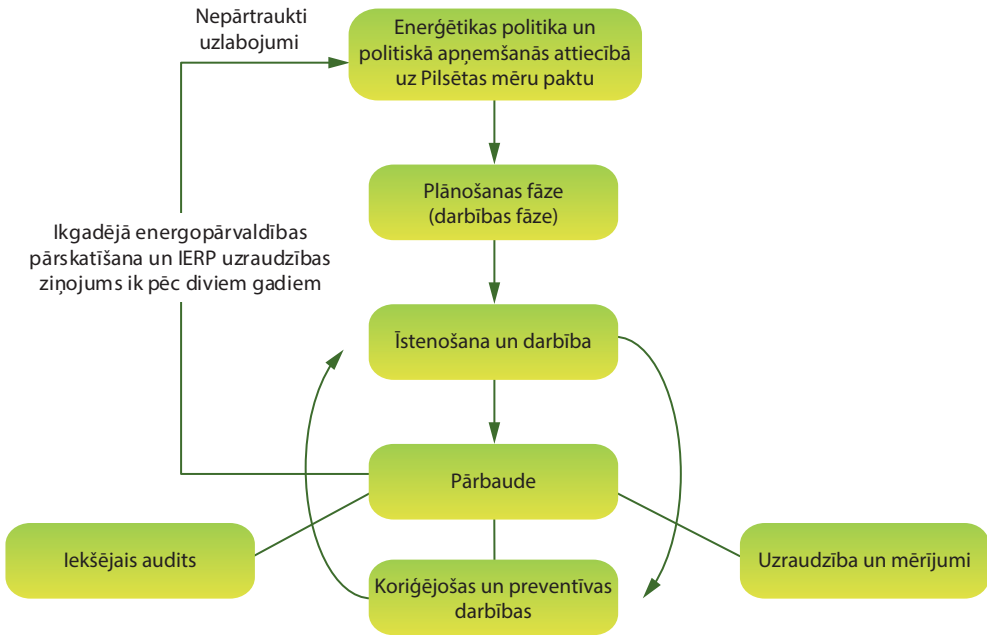 Nepārtraukti
uzlabojumi
Enerģētikas politika un
politiskā apņemšanās attiecībā
uz Pilsētas mēru paktu
Plānošanas fāze
(darbības fāze)
Ikgadējā energopārvaldības
pārskatīšana un IERP uzraudzības
ziņojums ik pēc diviem gadiem
Īstenošana un darbība
Pārbaude
Iekšējais audits
Koriģējošas un preventīvas
darbības
Uzraudzība un mērījumi